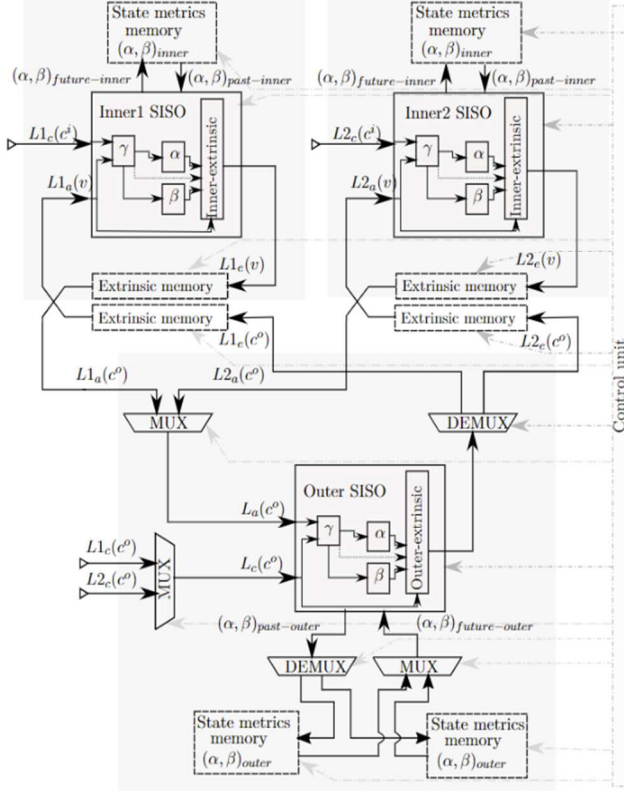 State metrics
memory
(α, β)inner
State metrics
memory
(α, β)inner
(α, β)future−inner
(α, β)past−inner
(α, β)future−inner
(α, β)past−inner
Inner1 SISO
Inner2 SISO
L1c(cⁱ)
γ
α
β
Inner-extrinsic
L2c(cⁱ)
γ
α
β
Inner-extrinsic
L1a(v)
L2a(v)
L1e(v)
L2e(v)
Extrinsic memory
Extrinsic memory
Extrinsic memory
Extrinsic memory
L1e(cᵒ)
L2e(cᵒ)
L1a(cᵒ)
L2a(cᵒ)
Control unit
MUX
DEMUX
Outer SISO
La(cᵒ)
γ
α
β
Outer-extrinsic
L1c(cᵒ)
L2c(cᵒ)
MUX
Lc(cᵒ)
(α, β)past−outer
(α, β)future−outer
DEMUX
MUX
State metrics
memory
(α, β)outer
State metrics
memory
(α, β)outer